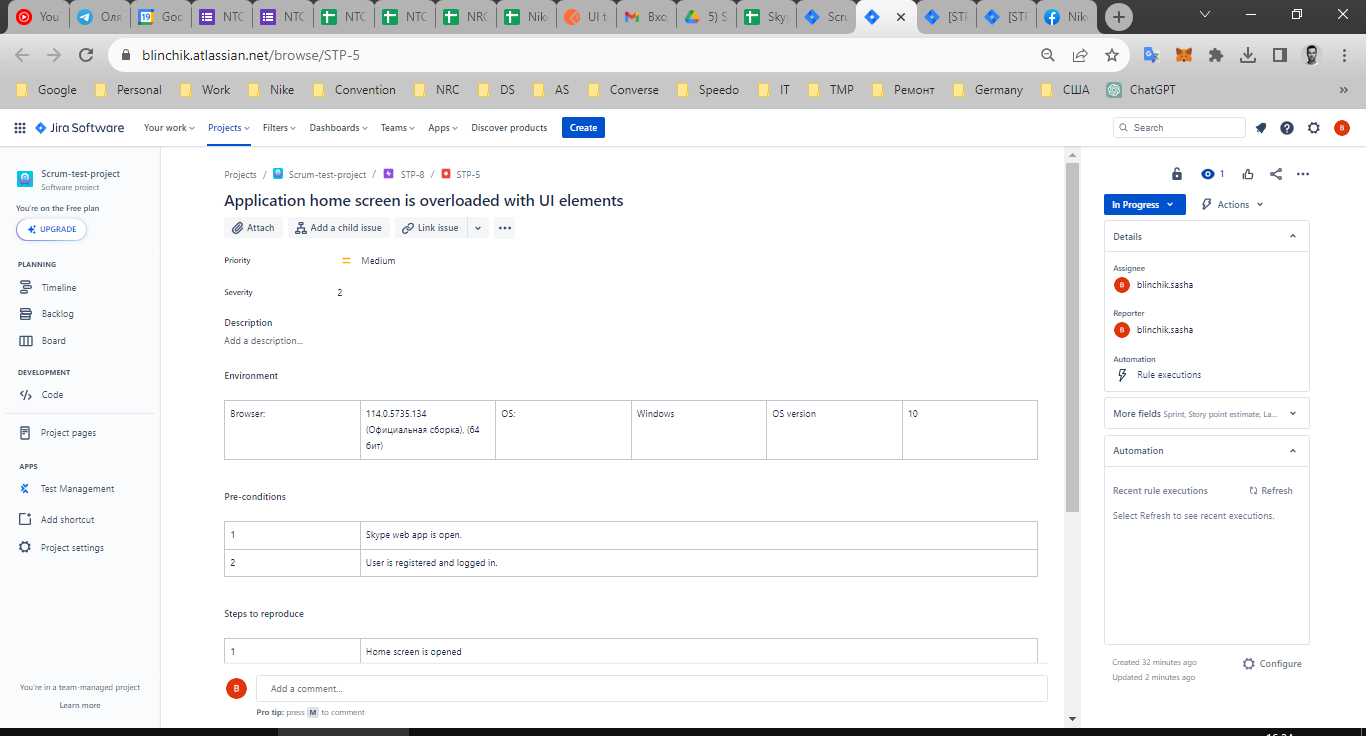 You
Оля
19
Goo
NTC
NTC
NTC
NTC
NRC
Nike
UI t
Вхо
5) S
Sky
Scru
[STP
[STP
Nike
blinchik.atlassian.net/browse/STP-5
Google
Personal
Work
Nike
Convention
NRC
DS
AS
Converse
Speedo
IT
TMP
Ремонт
Germany
США
ChatGPT
»
Jira Software
Your work
Projects
Filters
Dashboards
Teams
Apps
Discover products
Create
Search
B
Scrum-test-project
Software project
You're on the Free plan
UPGRADE
PLANNING
Timeline
Backlog
Board
DEVELOPMENT
Code
Project pages
APPS
Test Management
Add shortcut
Project settings
You're in a team-managed project
Learn more
Projects / Scrum-test-project / STP-8 / STP-5
Application home screen is overloaded with UI elements
Attach
Add a child issue
Link issue
Priority
Medium
Severity
2
Description
Add a description...
Environment
Browser:
114.0.5735.134
(Официальная сборка), (64
бит)
OS:
Windows
OS version
10
Pre-conditions
1
Skype web app is open.
2
User is registered and logged in.
Steps to reproduce
1
Home screen is opened
B
Add a comment...
Pro tip: press M to comment
1
In Progress
Actions
Details
Assignee
B
blinchik.sasha
Reporter
B
blinchik.sasha
Automation
Rule executions
More fields Sprint, Story point estimate, La...
Automation
Recent rule executions
Refresh
Select Refresh to see recent executions.
Created 32 minutes ago
Updated 2 minutes ago
Configure